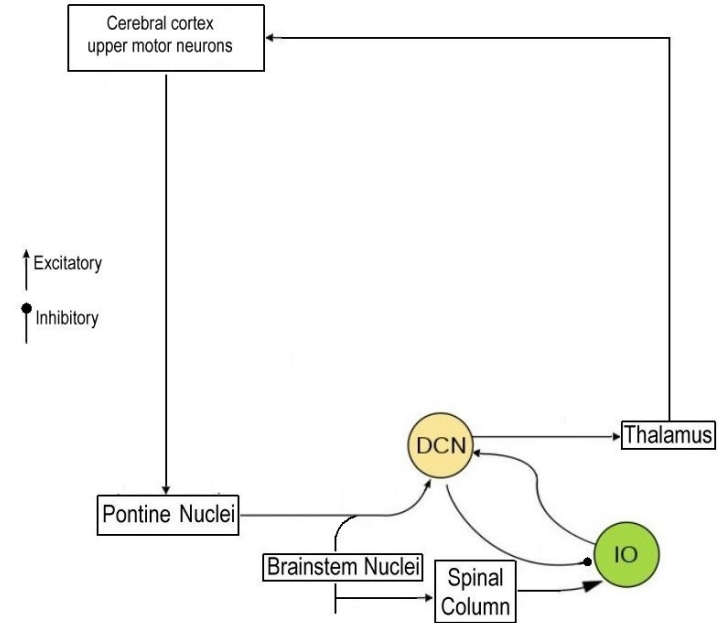 Cerebral cortex
upper motor neurons
Excitatory
Inhibitory
DCN
Thalamus
Pontine Nuclei
IO
Brainstem Nuclei
Spinal
Column